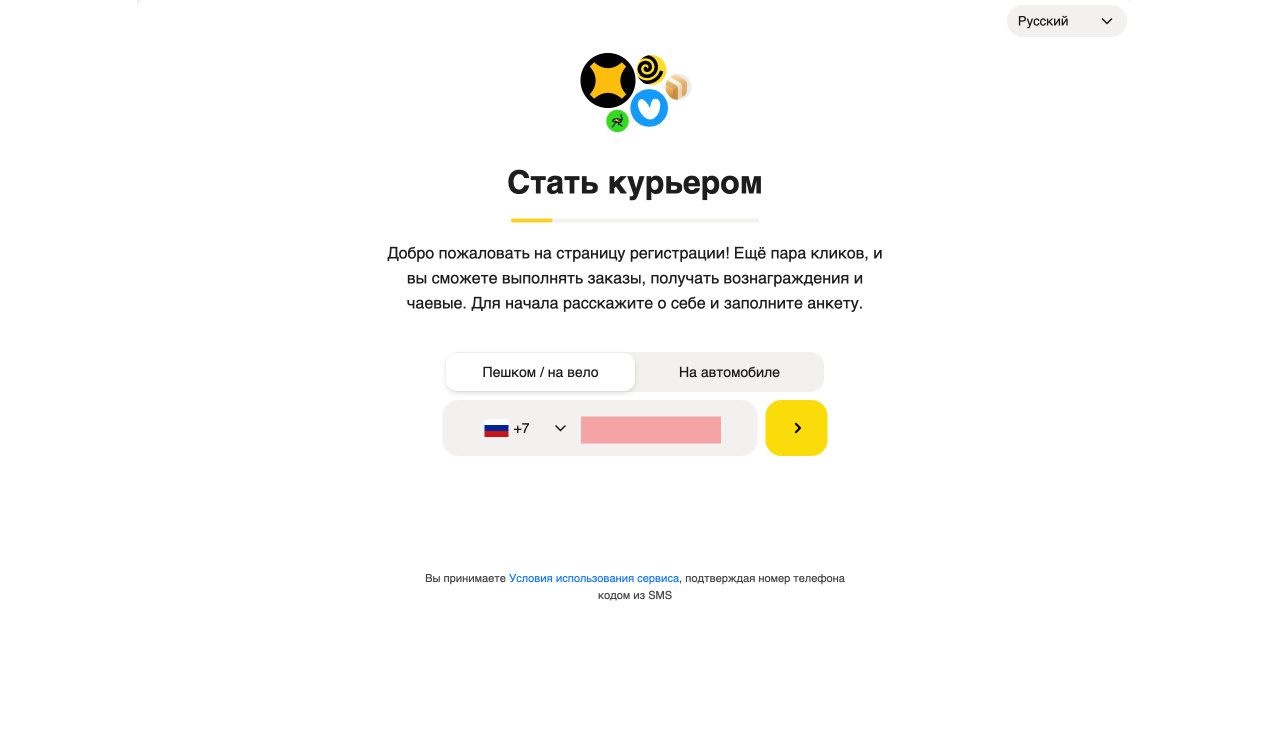 Русский
Стать курьером
Добро пожаловать на страницу регистрации! Ещё пара кликов, и
вы сможете выполнять заказы, получать вознаграждения и
чаевые. Для начала расскажите о себе и заполните анкету.
Пешком / на вело
На автомобиле
+7
Вы принимаете Условия использования сервиса, подтверждая номер телефона
кодом из SMS